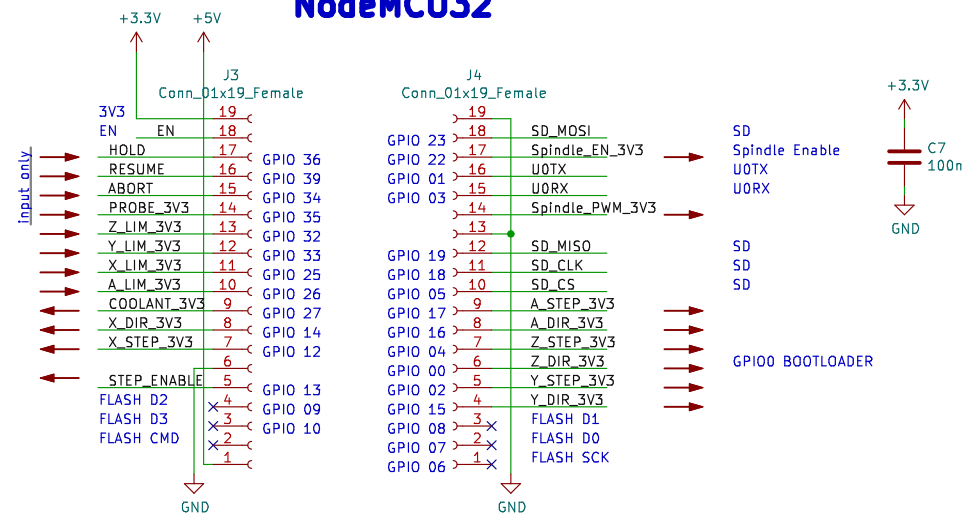 NodeMCU32
+3.3V
+5V
J3
Conn_01x19_Female
3V3
19
EN
EN
18
HOLD
17
GPIO 36
RESUME
16
GPIO 39
ABORT
15
GPIO 34
PROBE_3V3
14
GPIO 35
Z_LIM_3V3
13
GPIO 32
Y_LIM_3V3
12
GPIO 33
X_LIM_3V3
11
GPIO 25
A_LIM_3V3
10
GPIO 26
COOLANT_3V3
9
GPIO 27
X_DIR_3V3
8
GPIO 14
X_STEP_3V3
7
GPIO 12
6
STEP_ENABLE
5
GPIO 13
FLASH D2
4
GPIO 09
FLASH D3
3
GPIO 10
FLASH CMD
2
1
GND
input only
J4
Conn_01x19_Female
19
GPIO 23
18
SD_MOSI
SD
GPIO 22
17
Spindle_EN_3V3
Spindle Enable
GPIO 01
16
U0TX
U0TX
GPIO 03
15
U0RX
U0RX
14
Spindle_PWM_3V3
13
GPIO 19
12
SD_MISO
SD
GPIO 18
11
SD_CLK
SD
GPIO 05
10
SD_CS
SD
GPIO 17
9
A_STEP_3V3
GPIO 16
8
A_DIR_3V3
GPIO 04
7
Z_STEP_3V3
GPIO 00
6
Z_DIR_3V3
GPIO0 BOOTLOADER
GPIO 02
5
Y_STEP_3V3
GPIO 15
4
Y_DIR_3V3
GPIO 08
3
FLASH D1
GPIO 07
2
FLASH D0
GPIO 06
1
FLASH SCK
GND
+3.3V
C7
100n
GND